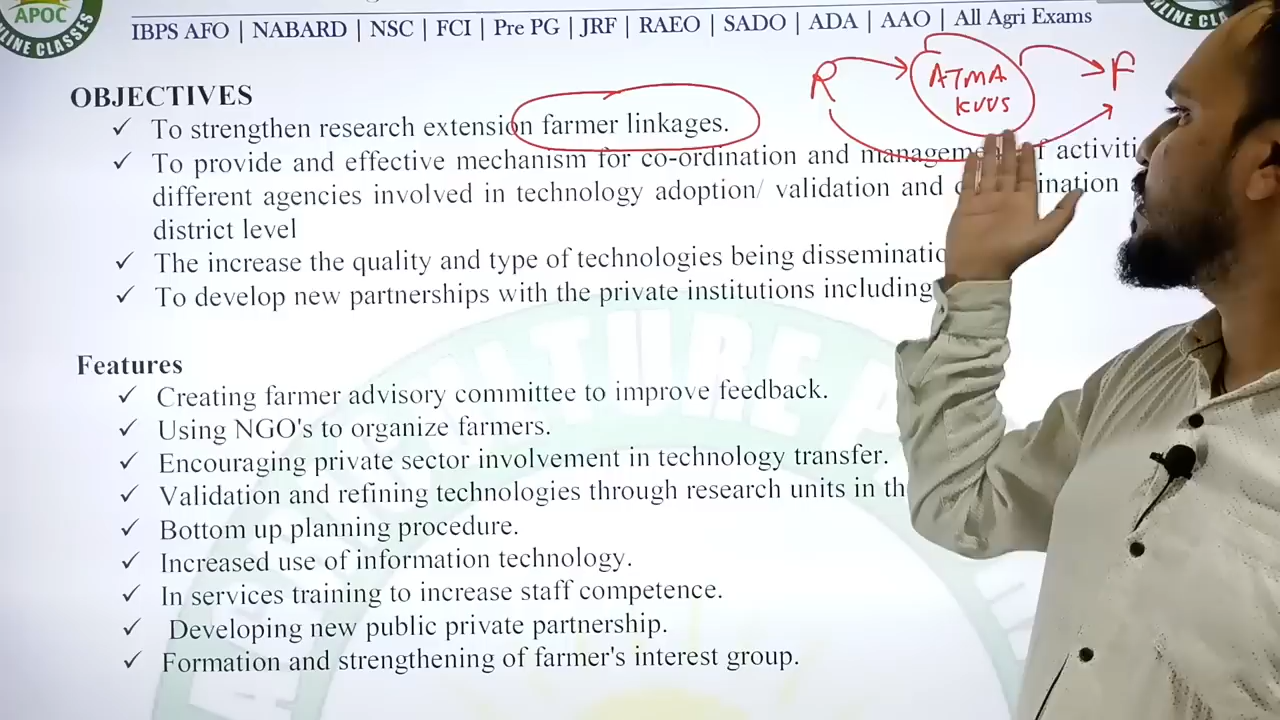 APOC
ONLINE CLASSES
IBPS AFO | NABARD | NSC | FCI | Pre PG | JRF | RAEO | SADO | ADA | AAO | All Agri Exams
R ATMA F
KVVS
OBJECTIVES
✓ To strengthen research extension farmer linkages.
✓ To provide and effective mechanism for co-ordination and
different agencies involved in technology adoption/ validation and
district level
✓ The increase the quality and type of technologies being
✓ To develop new partnerships with the private institutions including
Features
✓ Creating farmer advisory committee to improve feedback.
✓ Using NGO's to organize farmers.
✓ Encouraging private sector involvement in technology transfer.
✓ Validation and refining technologies through research units in
✓ Bottom up planning procedure.
✓ Increased use of information technology.
✓ In services training to increase staff competence.
✓ Developing new public private partnership.
✓ Formation and strengthening of farmer's interest group.